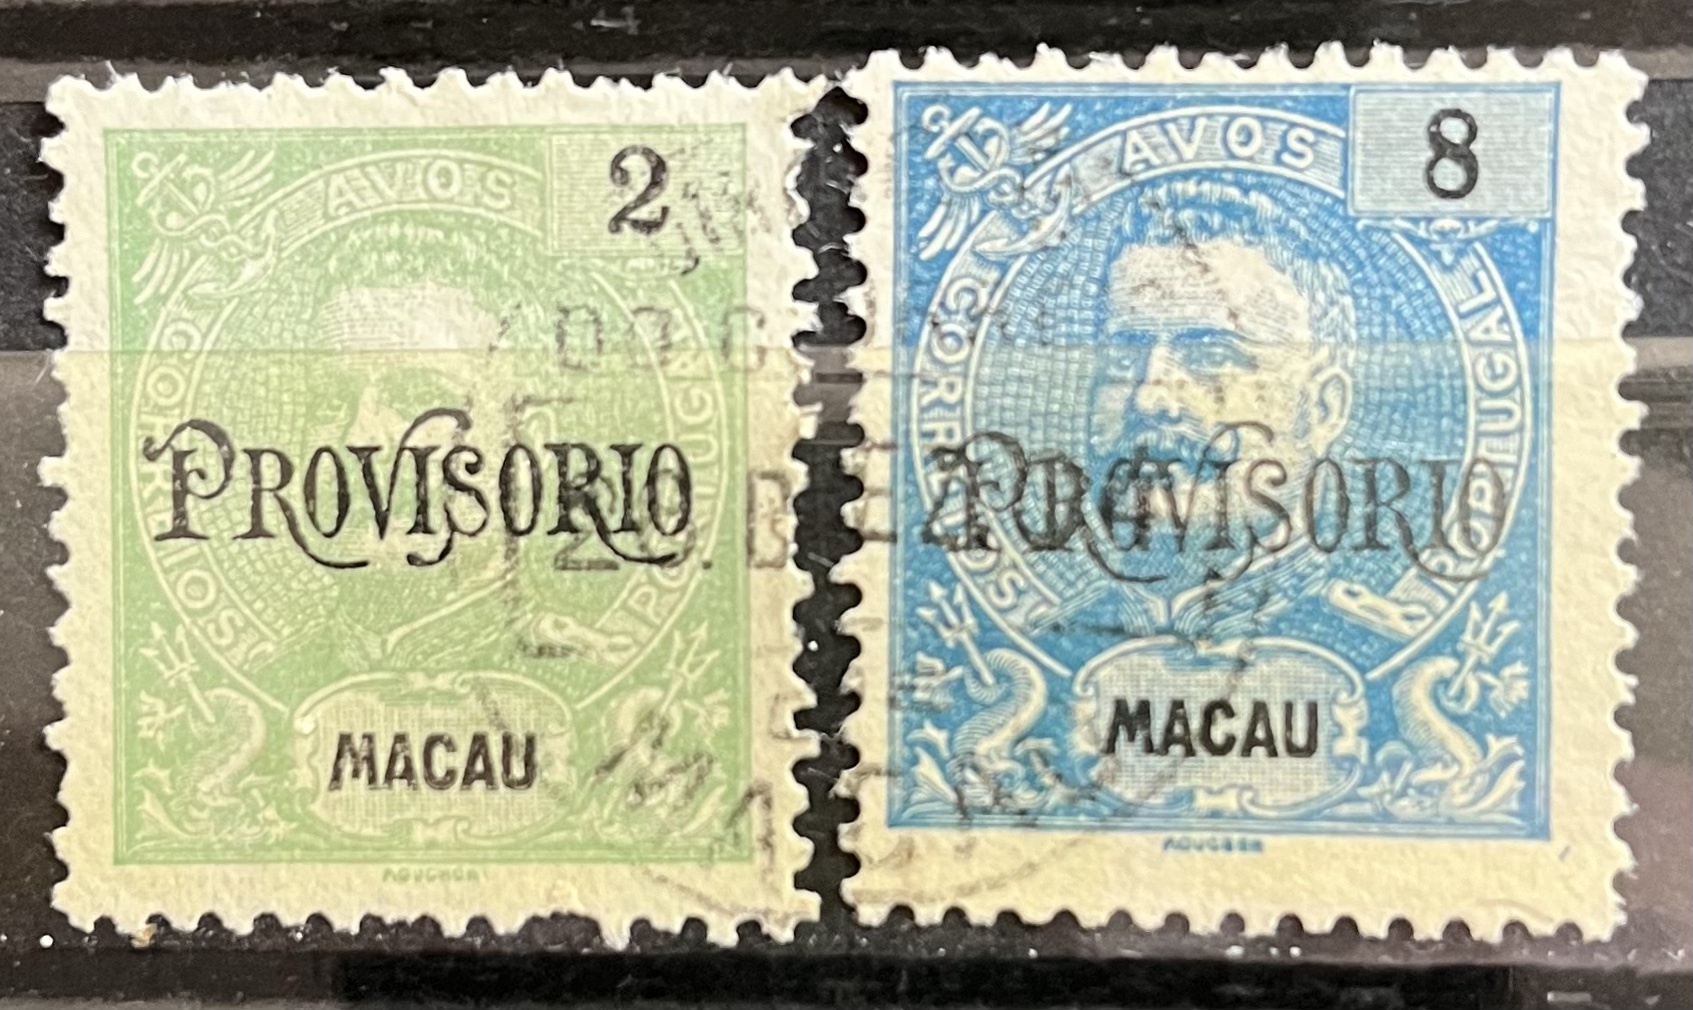 AVOS
2
CORREIOS
PORTUGAL
PROVISORIO
MACAU
AVOS
8
CORREIOS
PORTUGAL
PROVISORIO
MACAU